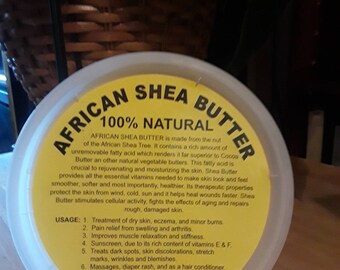 AFRICAN SHEA BUTTER
100% NATURAL
AFRICAN SHEA BUTTER is made from the nut
of the African Shea Tree. It contains a rich amount of
unremovable fatty acid which renders it far superior to Cocoa
Butter an other natural vegetable butters. This fatty acid is
crucial to rejuvenating and moisturizing the skin. Shea Butter
provides all the essential vitamins needed to make skin look and feel
smoother, softer and most importantly, healthier. Its therapeutic properties
protect the skin from wind, cold, sun and it helps heal wounds faster. Shea
Butter stimulates cellular activity, fights the effects of aging and repairs
rough, damaged skin.
USAGE: 1. Treatment of dry skin, eczema, and minor burns.
2. Pain relief from swelling and arthritis.
3. Improves muscle relaxation and stiffness.
4. Sunscreen, due to its rich content of vitamins E & F.
5. Treats dark spots, skin discolorations, stretch
marks, wrinkles and blemishes.
6. Massages, diaper rash, and as a hair conditioner.